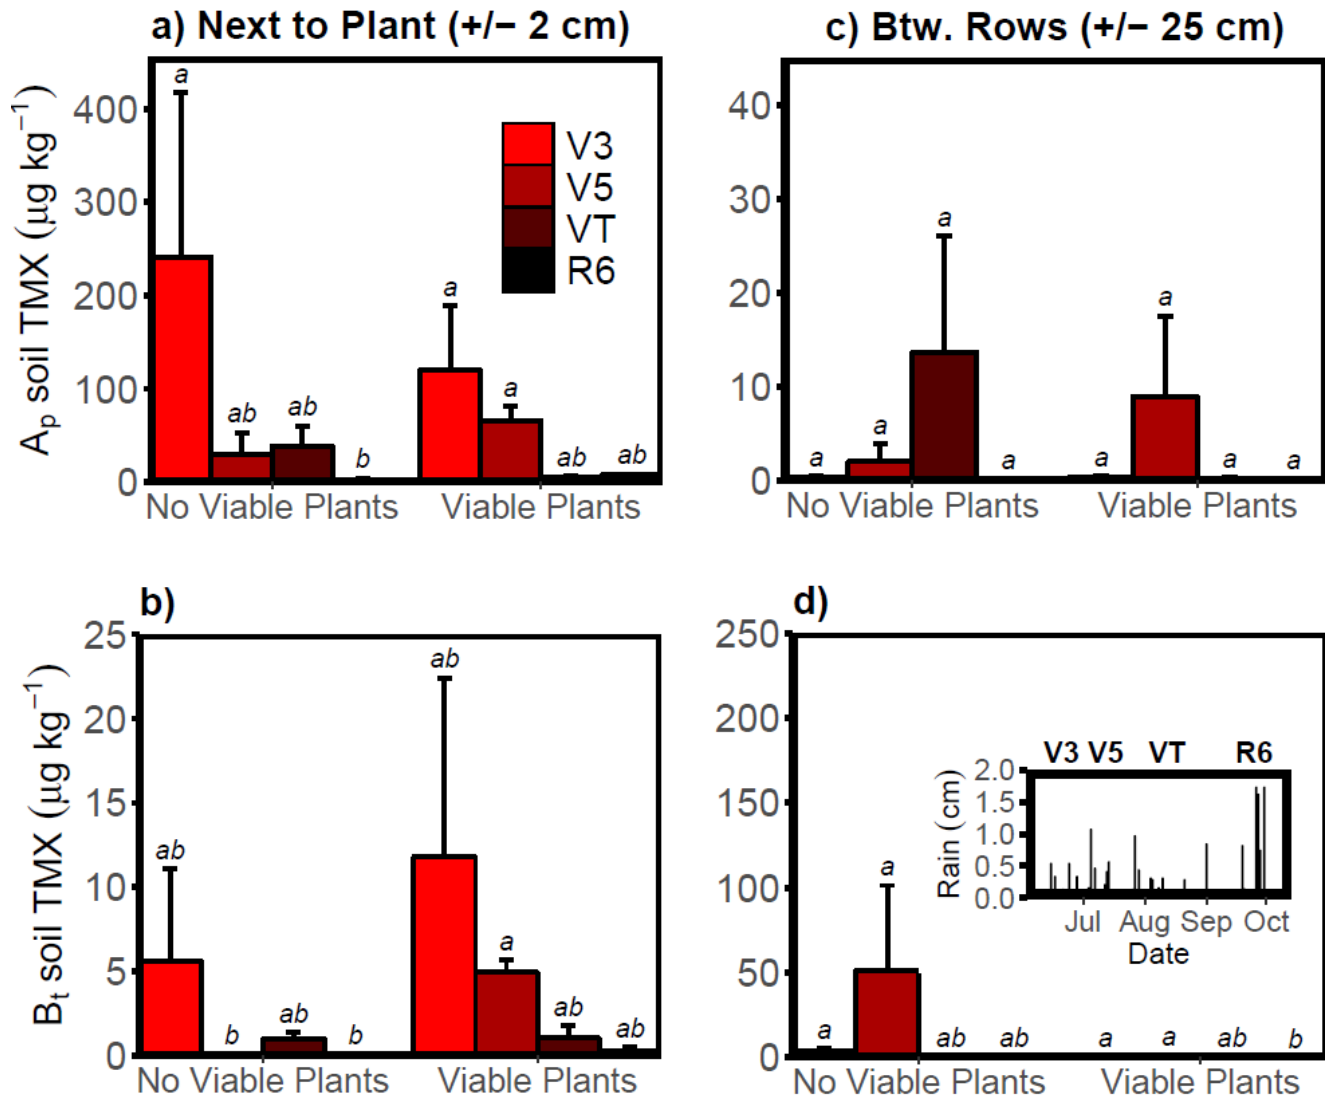 a) Next to Plant (+/− 2 cm)
A_p soil TMX (µg kg⁻¹)
400
300
200
100
0
a
ab
ab
b
a
a
ab
ab
V3
V5
VT
R6
No Viable Plants
Viable Plants
c) Btw. Rows (+/− 25 cm)
40
30
20
10
0
a
a
a
a
a
a
a
a
No Viable Plants
Viable Plants
b)
B_t soil TMX (µg kg⁻¹)
25
20
15
10
5
0
ab
b
ab
b
ab
a
ab
ab
No Viable Plants
Viable Plants
d)
250
200
150
100
50
0
a
a
ab
ab
a
a
ab
b
No Viable Plants
Viable Plants
V3 V5 VT R6
Rain (cm)
2.0
1.5
1.0
0.5
0.0
Jul Aug Sep Oct
Date